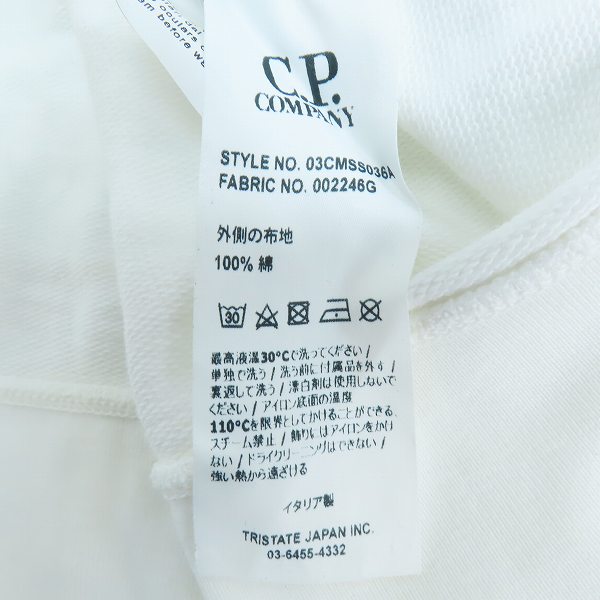 oculars
m before we
C.P.
COMPANY
STYLE NO. 03CMSS036A
FABRIC NO. 002246G
外側の布地
100% 綿
30
最高液温30°Cで洗ってください /
単独で洗う / 洗う前に付属品を外す /
裏返して洗う / 漂白剤は使用しないで
ください / アイロン底面の温度
110°Cを限界としてかけることができる、
スチーム禁止 / 飾りにはアイロンをかけ
ない / ドライクリーニングはできない /
強い熱から遠ざける
イタリア製
TRISTATE JAPAN INC.
03-6455-4332